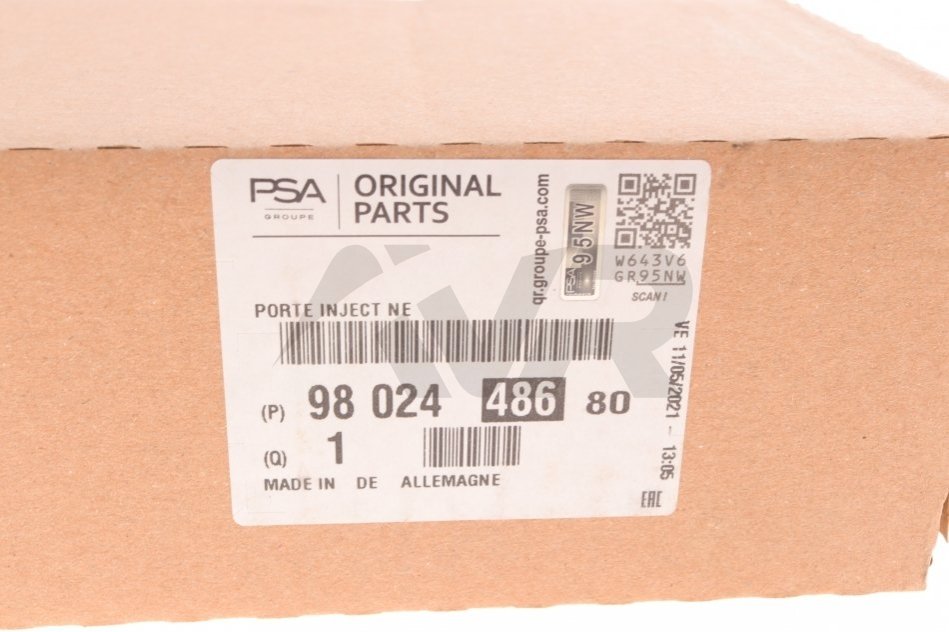 PSA
GROUPE
ORIGINAL
PARTS
qr.groupe-psa.com
PSA 95NW
W643V6
GR95NW
SCAN!
PORTE INJECT NE
(P) 98 024 486 80
(Q) 1
MADE IN DE ALLEMAGNE
VE 11/05/2021 - 13:05
EAC
iVR